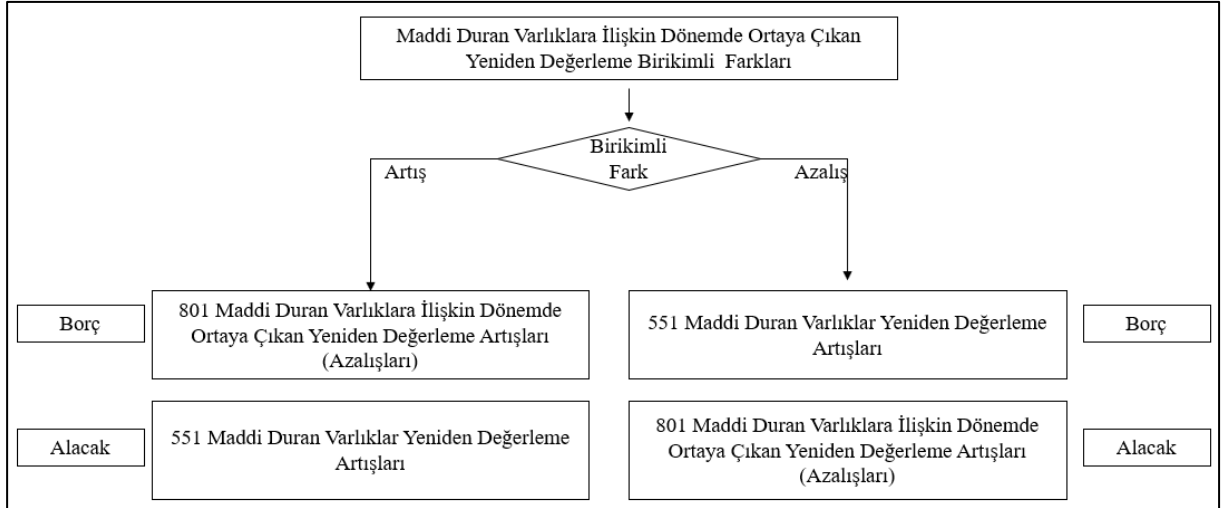 Maddi Duran Varlıklara İlişkin Dönemde Ortaya Çıkan
Yeniden Değerleme Birikimli Farkları
Birikimli
Fark
Artış
Azalış
Borç
801 Maddi Duran Varlıklara İlişkin Dönemde
Ortaya Çıkan Yeniden Değerleme Artışları
(Azalışları)
551 Maddi Duran Varlıklar Yeniden Değerleme
Artışları
Borç
Alacak
551 Maddi Duran Varlıklar Yeniden Değerleme
Artışları
801 Maddi Duran Varlıklara İlişkin Dönemde
Ortaya Çıkan Yeniden Değerleme Artışları
(Azalışları)
Alacak